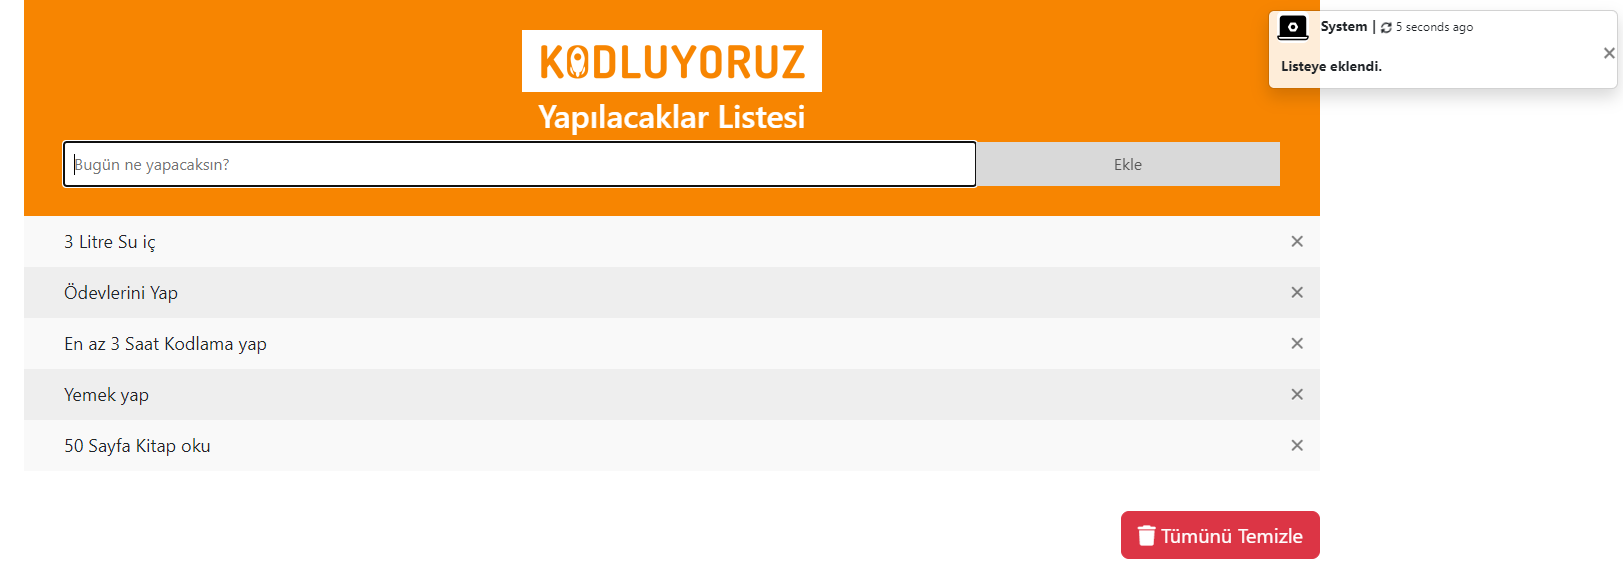 KODLUYORUZ
Yapılacaklar Listesi
Bugün ne yapacaksın?
Ekle
System | 5 seconds ago
Listeye eklendi.
3 Litre Su iç
Ödevlerini Yap
En az 3 Saat Kodlama yap
Yemek yap
50 Sayfa Kitap oku
Tümünü Temizle